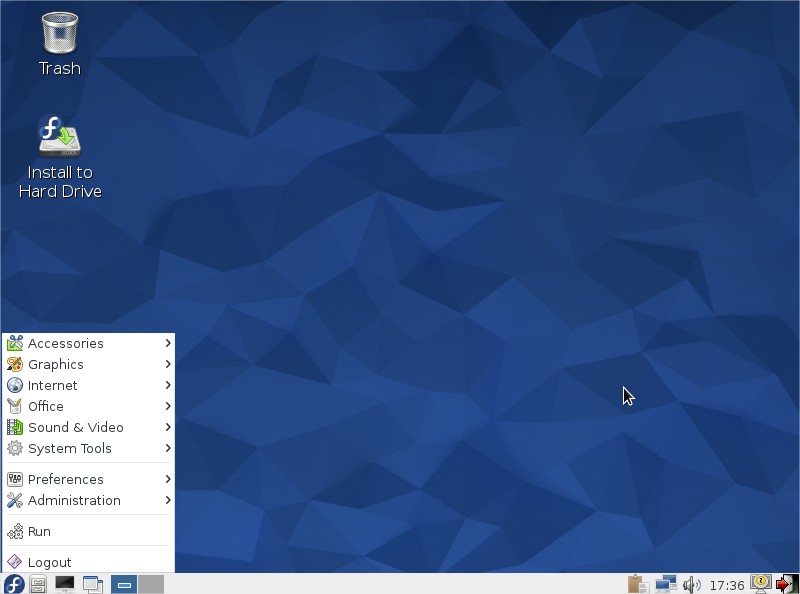 Trash
Install to
Hard Drive
Accessories
Graphics
Internet
Office
Sound & Video
System Tools
Preferences
Administration
Run
Logout
17:36